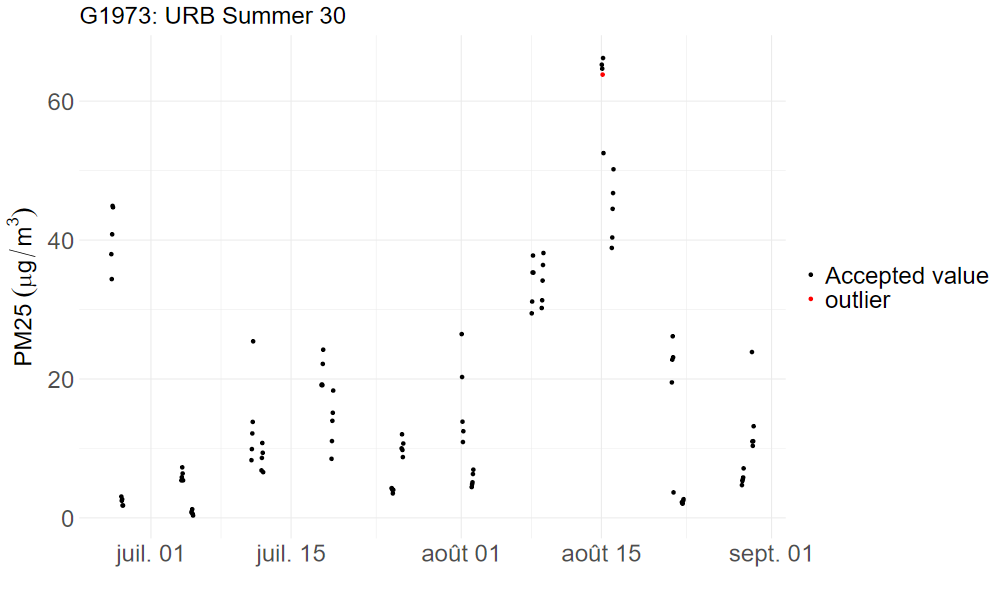 G1973: URB Summer 30
PM25 (μg/m³)
60
40
20
0
juil. 01 juil. 15 août 01 août 15 sept. 01
Accepted value
outlier